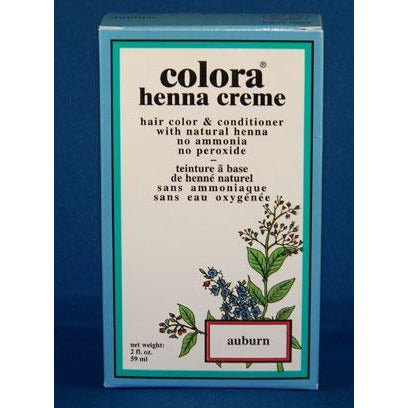 colora®
henna creme
hair color & conditioner
with natural henna
no ammonia
no peroxide
–
teinture à base
de henné naturel
sans ammoniaque
sans eau oxygénée
auburn
net weight:
2 fl. oz.
59 ml